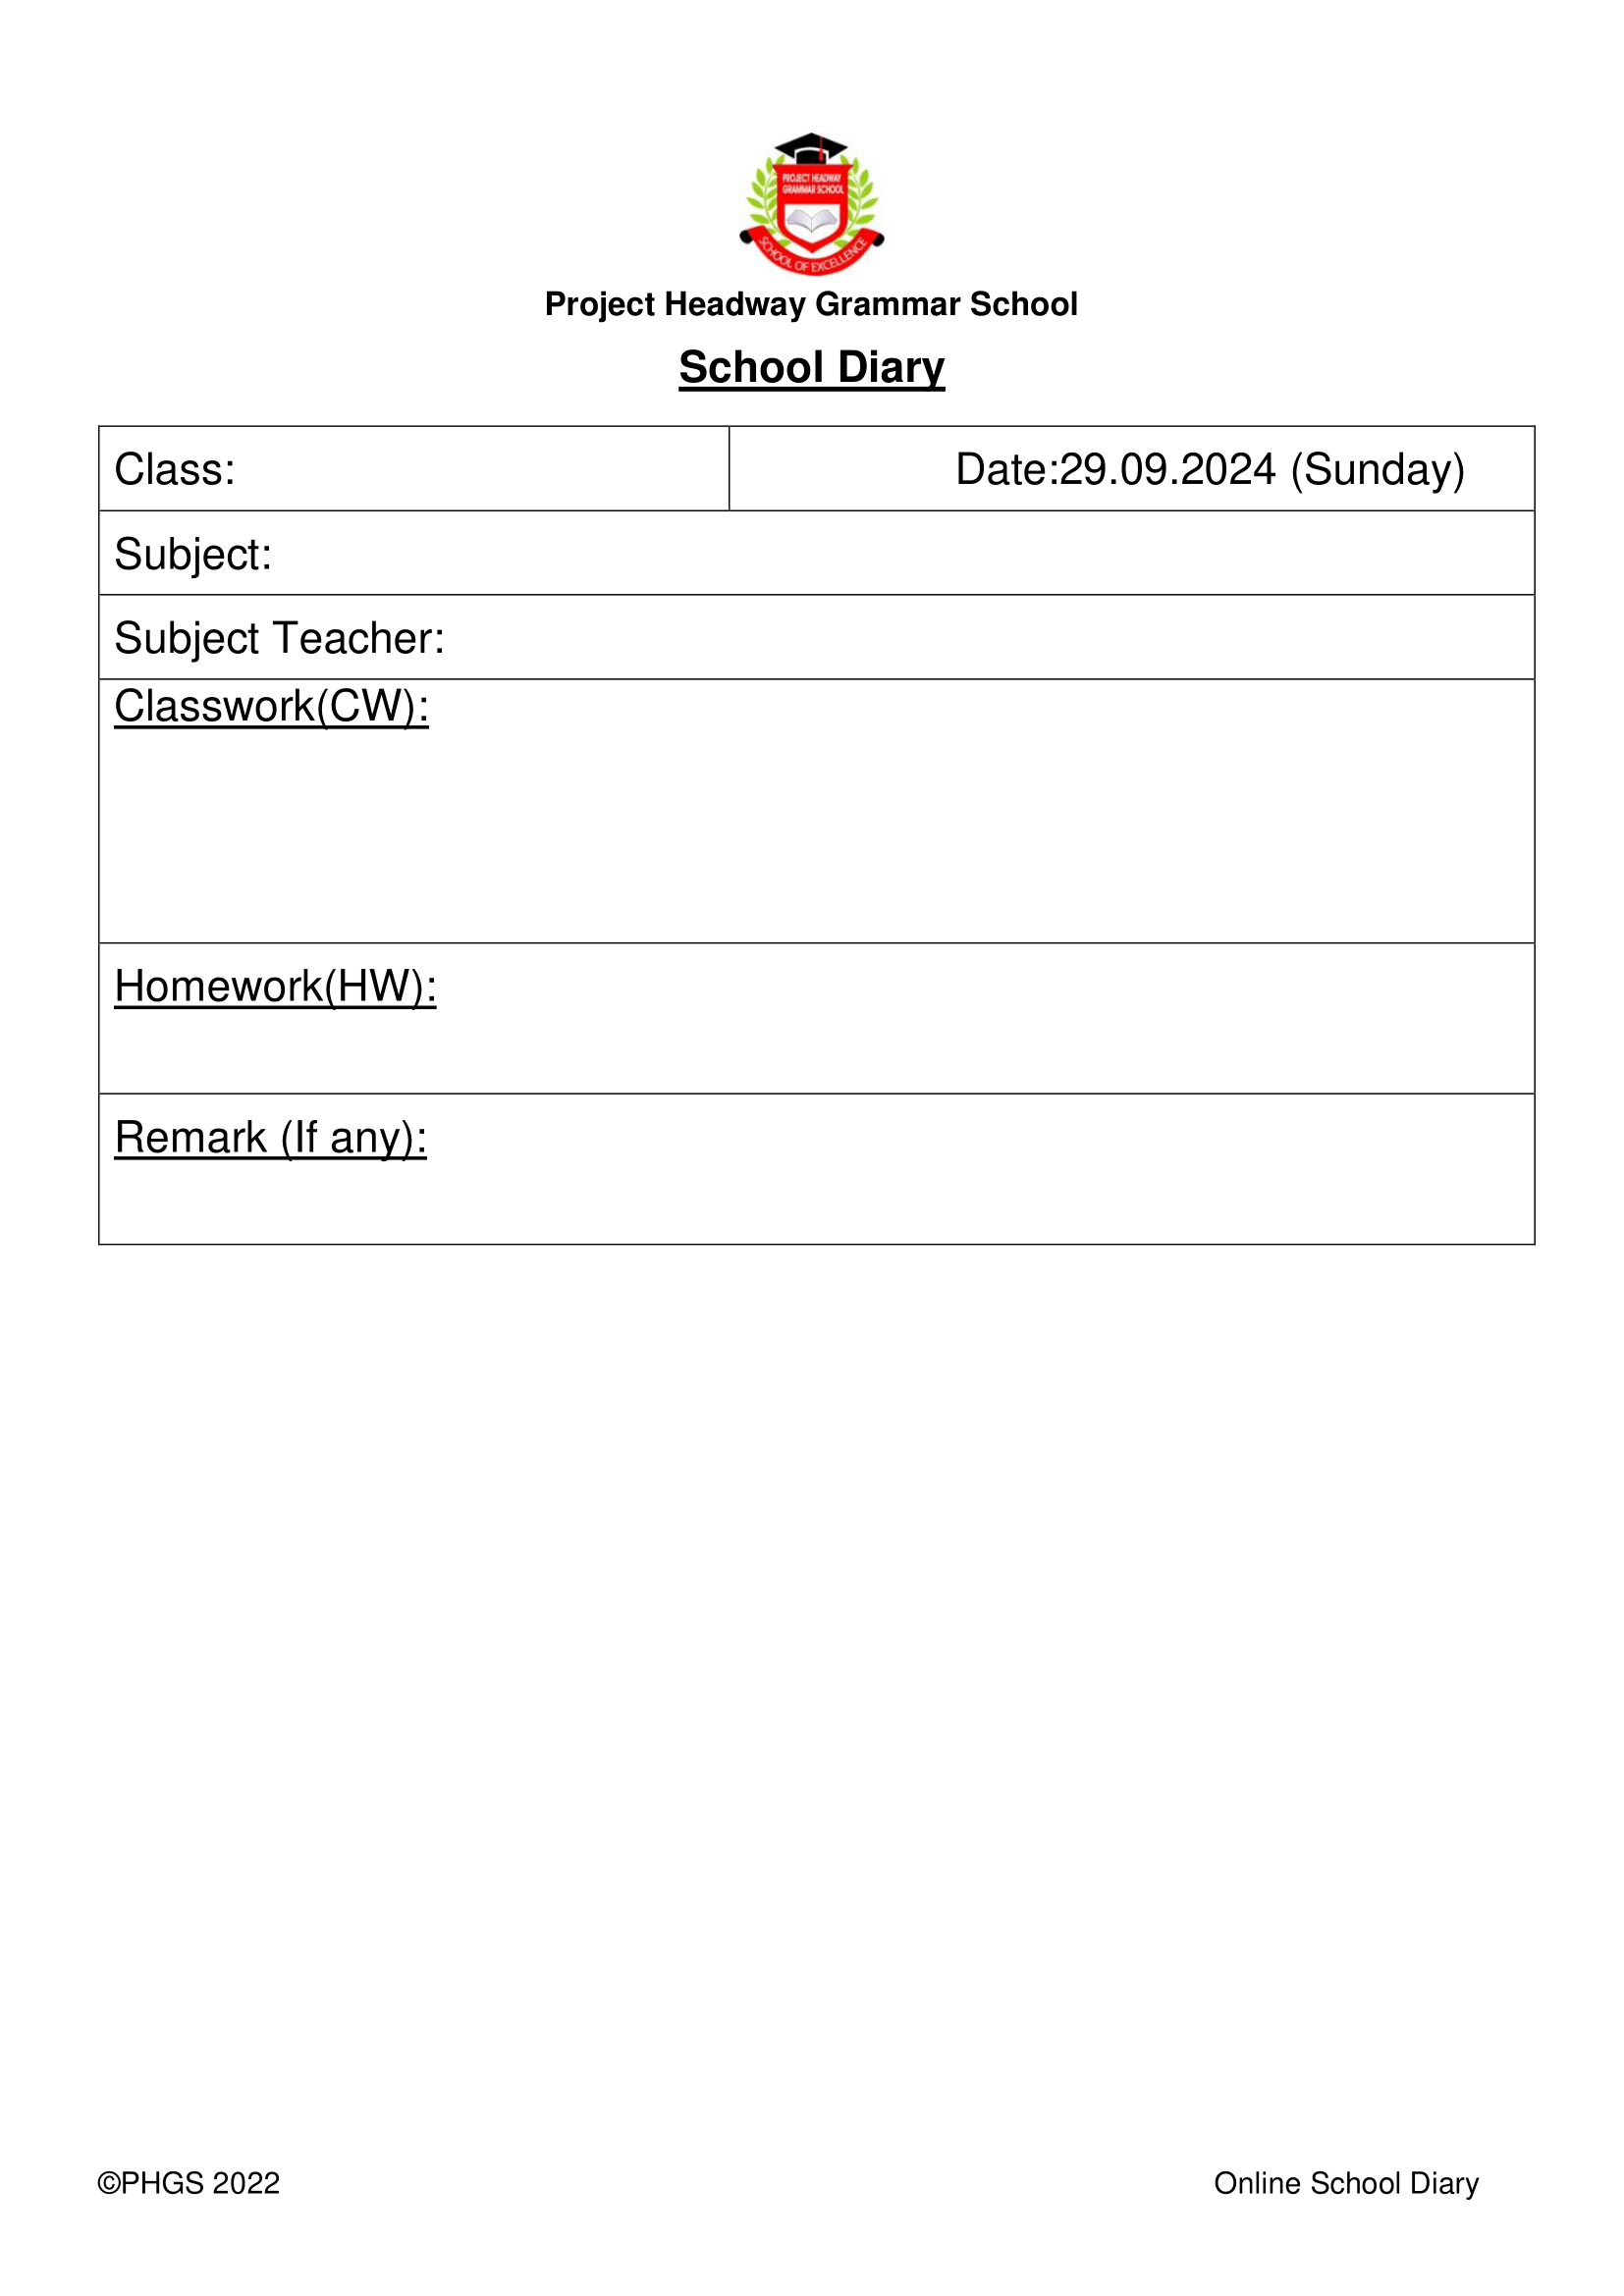 PROJECT HEADWAY
GRAMMAR SCHOOL
SCHOOL OF EXCELLENCE
Project Headway Grammar School
School Diary
Class: Date:29.09.2024 (Sunday)
Subject:
Subject Teacher:
Classwork(CW):
Homework(HW):
Remark (If any):
©PHGS 2022 Online School Diary